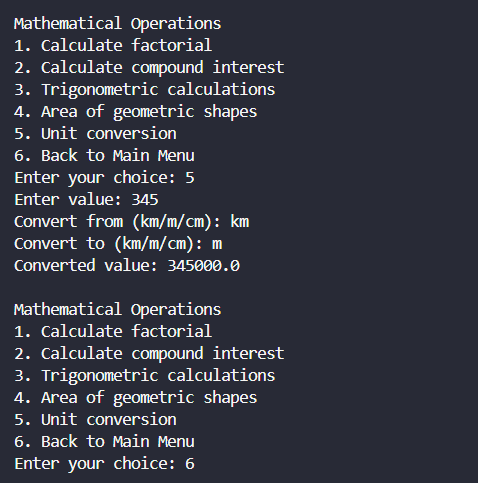 Mathematical Operations
1. Calculate factorial
2. Calculate compound interest
3. Trigonometric calculations
4. Area of geometric shapes
5. Unit conversion
6. Back to Main Menu
Enter your choice: 5
Enter value: 345
Convert from (km/m/cm): km
Convert to (km/m/cm): m
Converted value: 345000.0

Mathematical Operations
1. Calculate factorial
2. Calculate compound interest
3. Trigonometric calculations
4. Area of geometric shapes
5. Unit conversion
6. Back to Main Menu
Enter your choice: 6